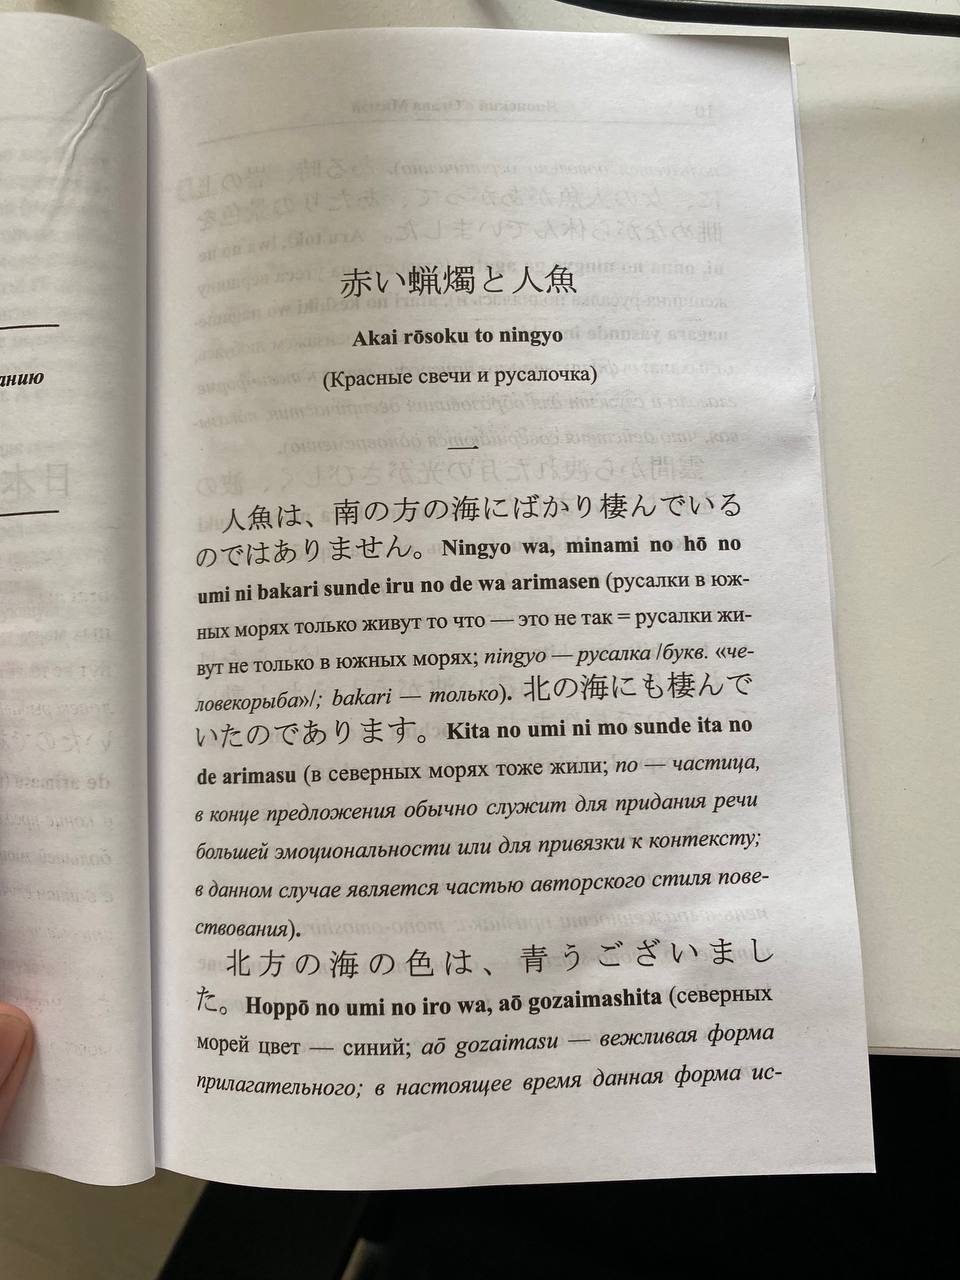 анию
日本
赤い蝋燭と人魚
Akai rōsoku to ningyo
(Красные свечи и русалочка)
一
人魚は、南の方の海にばかり棲んでいる
のではありません。Ningyo wa, minami no hō no
umi ni bakari sunde iru no de wa arimasen (русалки в юж-
ных морях только живут то что — это не так = русалки жи-
вут не только в южных морях; ningyo — русалка /букв. «че-
ловекорыба»/; bakari — только). 北の海にも棲んで
いたのであります。Kita no umi ni mo sunde ita no
de arimasu (в северных морях тоже жили; no — частица,
в конце предложения обычно служит для придания речи
большей эмоциональности или для привязки к контексту;
в данном случае является частью авторского стиля пове-
ствования).
北方の海の色は、青うございまし
た。Hoppō no umi no iro wa, aō gozaimashita (северных
морей цвет — синий; aō gozaimasu — вежливая форма
прилагательного; в настоящее время данная форма ис-